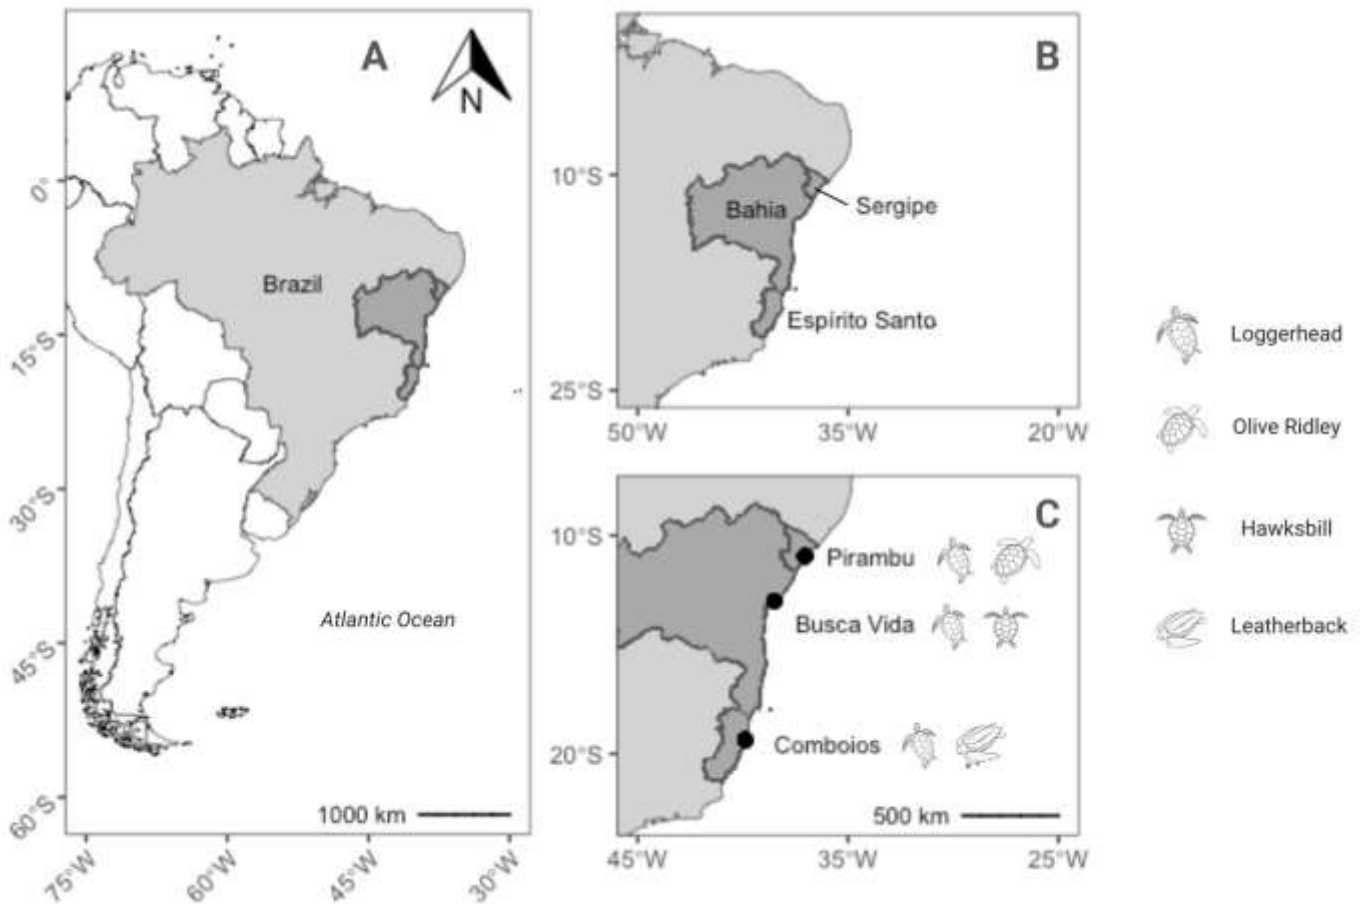 A
N
0°
15°S
30°S
45°S
60°S
75°W
60°W
45°W
30°W
Brazil
Atlantic Ocean
1000 km
B
10°S
25°S
50°W
35°W
20°W
Bahia
Sergipe
Espírito Santo
C
10°S
20°S
45°W
35°W
25°W
Pirambu
Busca Vida
Comboios
500 km
Loggerhead
Olive Ridley
Hawksbill
Leatherback